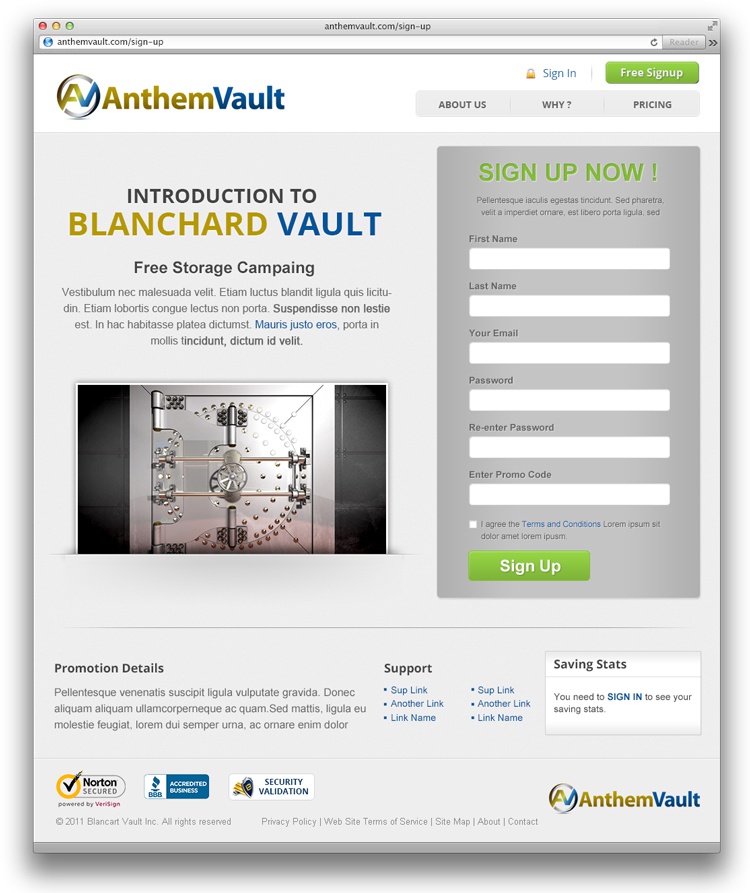 anthemvault.com/sign-up
anthemvault.com/sign-up
Reader
Sign In
Free Signup
AV AnthemVault
ABOUT US
WHY ?
PRICING
INTRODUCTION TO
BLANCHARD VAULT
Free Storage Campaing
Vestibulum nec malesuada velit. Etiam luctus blandit ligula quis licitu-
din. Etiam lobortis congue lectus non porta. Suspendisse non lestie
est. In hac habitasse platea dictumst. Mauris justo eros, porta in
mollis tincidunt, dictum id velit.
SIGN UP NOW !
Pellentesque iaculis egestas tincidunt. Sed pharetra,
velit a imperdiet ornare, est libero porta ligula, sed
First Name
Last Name
Your Email
Password
Re-enter Password
Enter Promo Code
I agree the Terms and Conditions Lorem ipsum sit
dolor amet lorem ipusm.
Sign Up
Promotion Details
Pellentesque venenatis suscipit ligula vulputate gravida. Donec
aliquam aliquam ullamcorperneque ac quam.Sed mattis, ligula eu
molestie feugiat, lorem dui semper urna, ac ornare enim dolor
Support
Sup Link
Another Link
Link Name
Sup Link
Another Link
Link Name
Saving Stats
You need to SIGN IN to see your
saving stats.
Norton
SECURED
powered by VeriSign
BBB
ACCREDITED
BUSINESS
SECURITY
VALIDATION
AV AnthemVault
© 2011 Blancart Vault Inc. All rights reserved
Privacy Policy | Web Site Terms of Service | Site Map | About | Contact